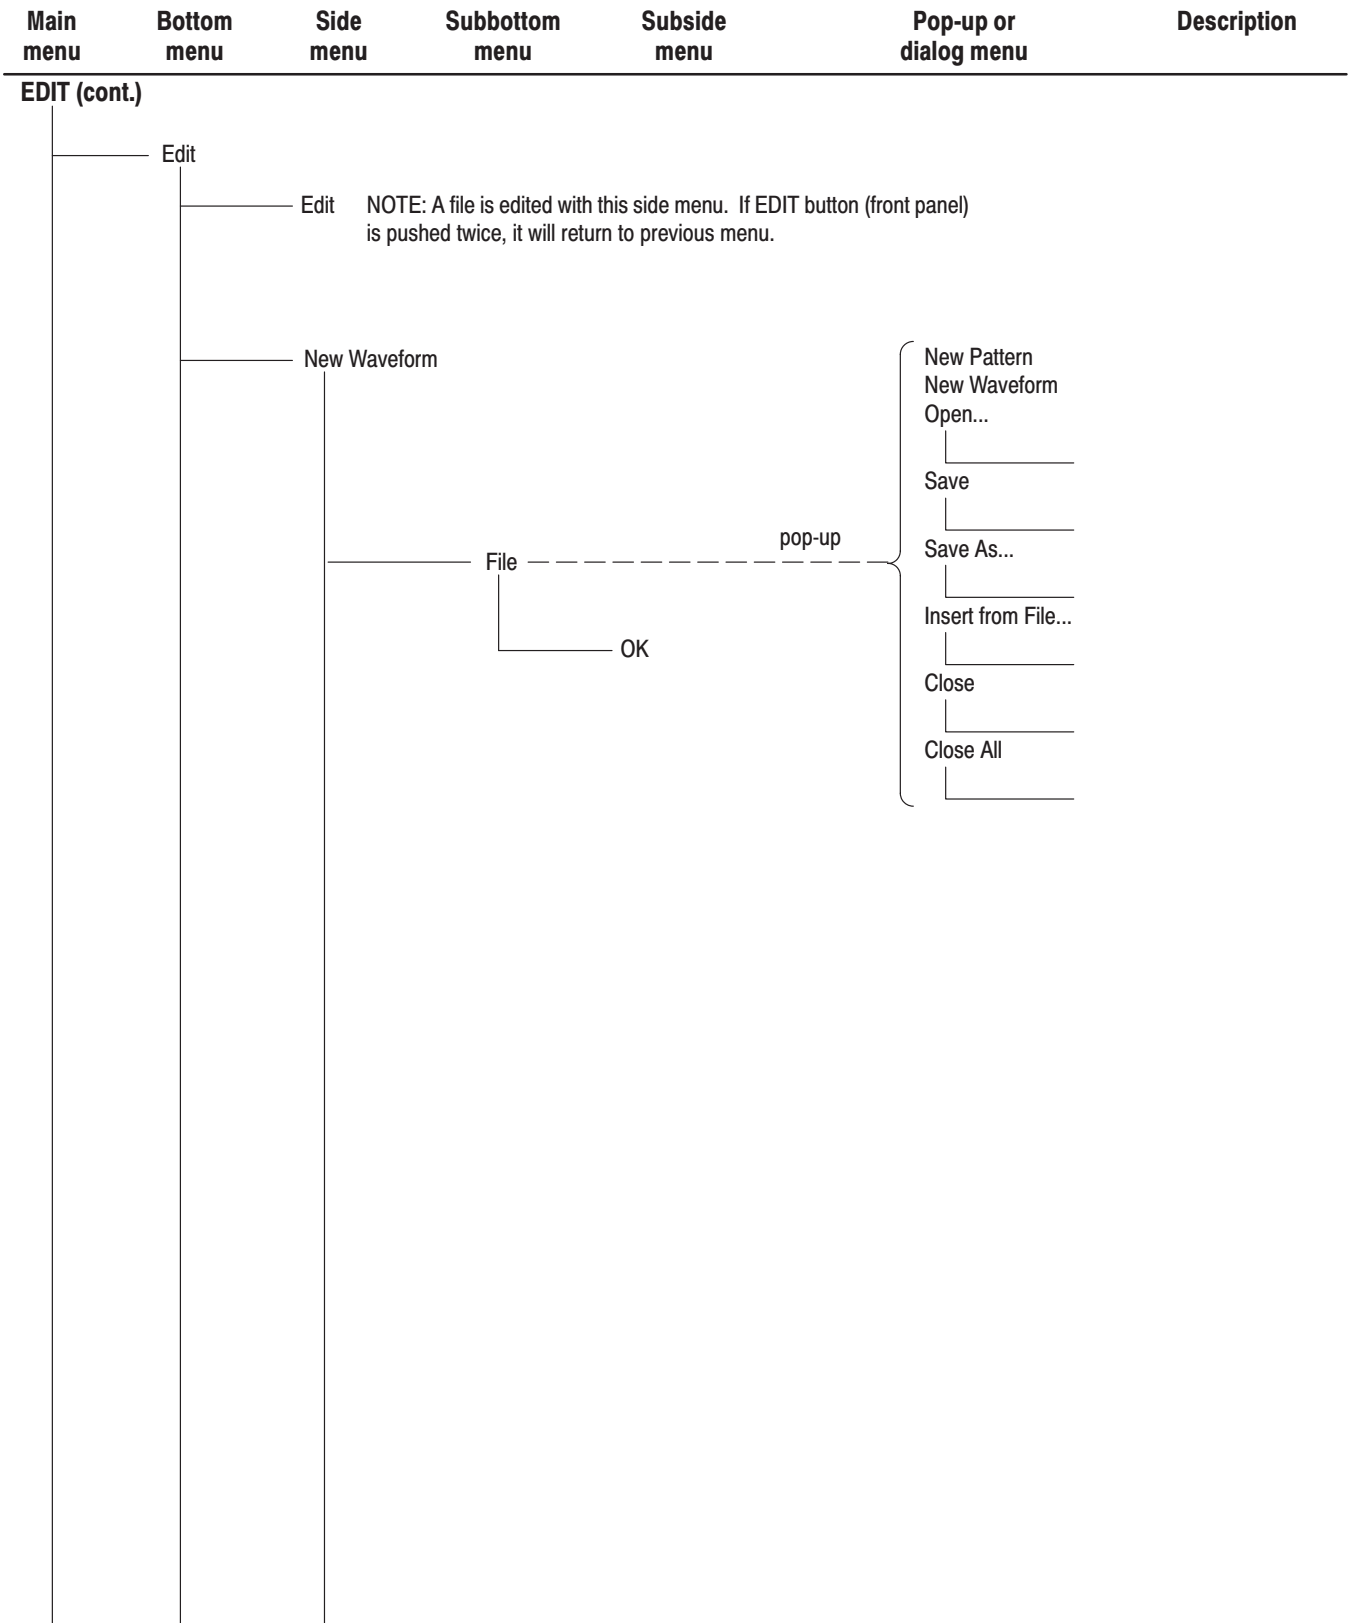 Main menu Bottom menu Side menu Subbottom menu Subside menu Pop-up or dialog menu Description
EDIT (cont.)
Edit
Edit NOTE: A file is edited with this side menu. If EDIT button (front panel)
is pushed twice, it will return to previous menu.
New Waveform
New Pattern
New Waveform
Open...
Save
pop-up
Save As...
File
Insert from File...
OK
Close
Close All